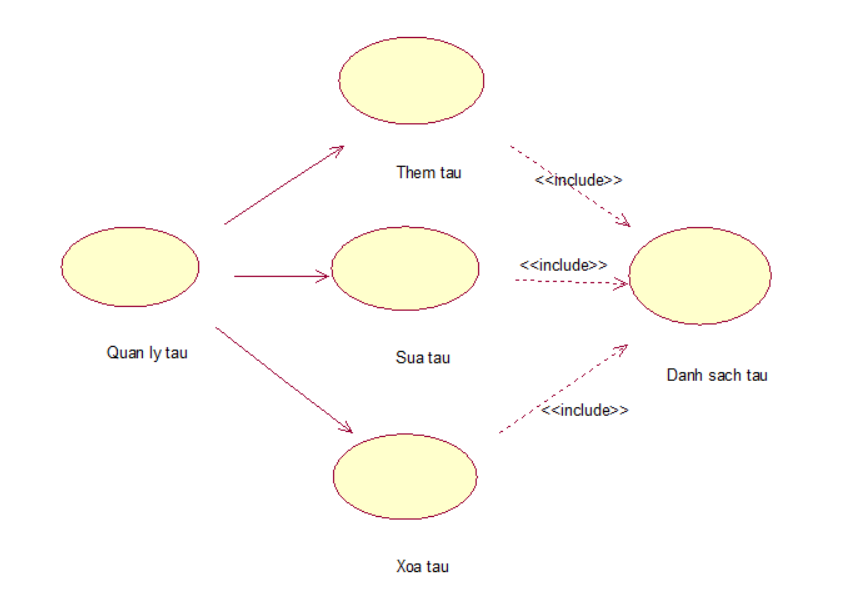 Them tau
<<include>>
<<include>>
Quan ly tau
Sua tau
Danh sach tau
<<include>>
Xoa tau